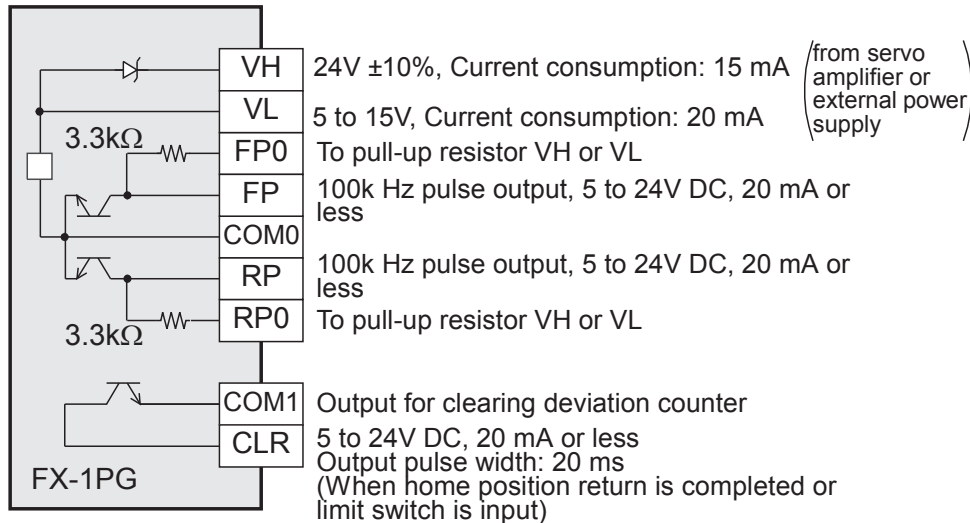 VH 24V ±10%, Current consumption: 15 mA
from servo
amplifier or
external power
supply
VL 5 to 15V, Current consumption: 20 mA
3.3kΩ
FP0 To pull-up resistor VH or VL
FP 100k Hz pulse output, 5 to 24V DC, 20 mA or
less
COM0
RP 100k Hz pulse output, 5 to 24V DC, 20 mA or
less
RP0 To pull-up resistor VH or VL
3.3kΩ
COM1 Output for clearing deviation counter
CLR 5 to 24V DC, 20 mA or less
Output pulse width: 20 ms
(When home position return is completed or
limit switch is input)
FX-1PG